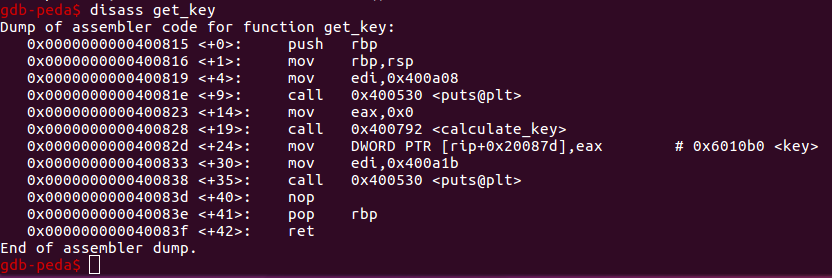 gdb-peda$ disass get_key
Dump of assembler code for function get_key:
   0x0000000000400815 <+0>:     push   rbp
   0x0000000000400816 <+1>:     mov    rbp,rsp
   0x0000000000400819 <+4>:     mov    edi,0x400a08
   0x000000000040081e <+9>:     call   0x400530 <puts@plt>
   0x0000000000400823 <+14>:    mov    eax,0x0
   0x0000000000400828 <+19>:    call   0x400792 <calculate_key>
   0x000000000040082d <+24>:    mov    DWORD PTR [rip+0x20087d],eax        # 0x6010b0 <key>
   0x0000000000400833 <+30>:    mov    edi,0x400a1b
   0x0000000000400838 <+35>:    call   0x400530 <puts@plt>
   0x000000000040083d <+40>:    nop
   0x000000000040083e <+41>:    pop    rbp
   0x000000000040083f <+42>:    ret
End of assembler dump.
gdb-peda$